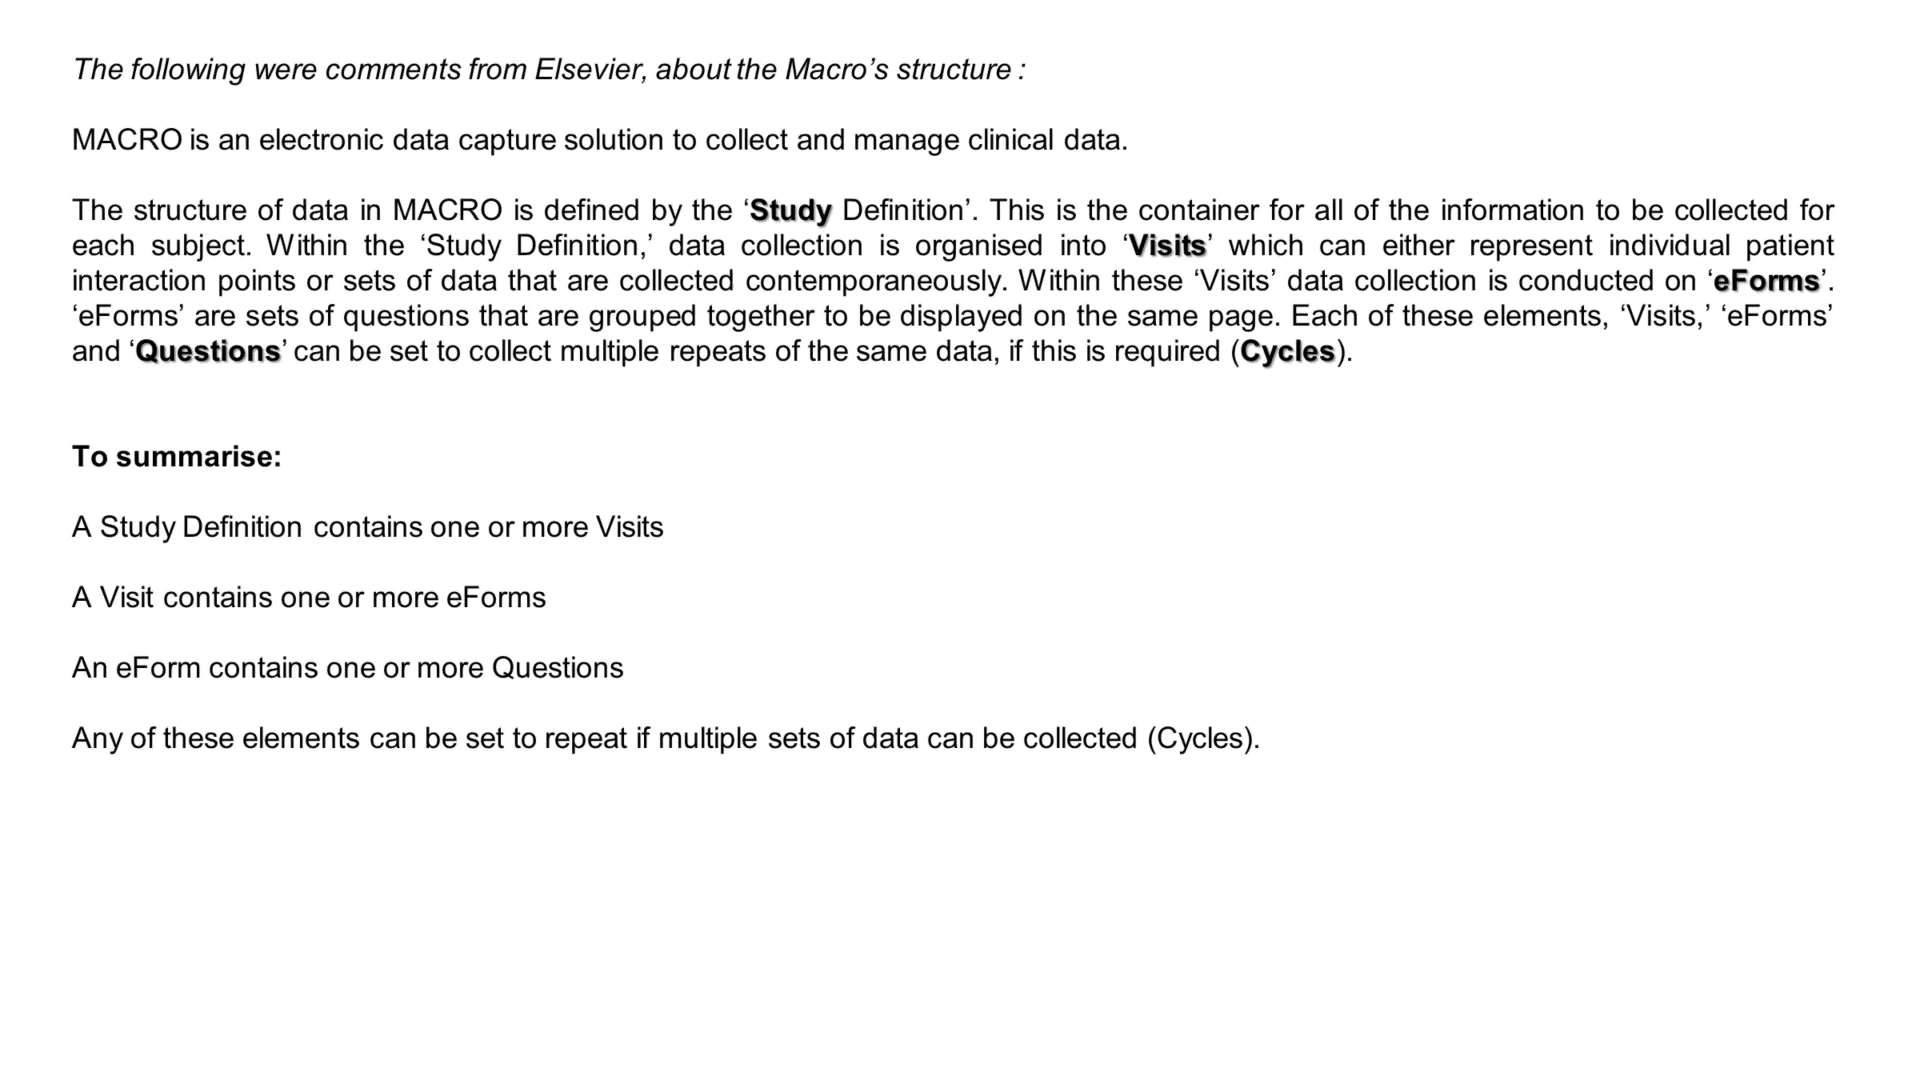 The following were comments from Elsevier, about the Macro’s structure :
MACRO is an electronic data capture solution to collect and manage clinical data.
The structure of data in MACRO is defined by the ‘Study Definition’. This is the container for all of the information to be collected for
each subject. Within the ‘Study Definition,’ data collection is organised into ‘Visits’ which can either represent individual patient
interaction points or sets of data that are collected contemporaneously. Within these ‘Visits’ data collection is conducted on ‘eForms’.
‘eForms’ are sets of questions that are grouped together to be displayed on the same page. Each of these elements, ‘Visits,’ ‘eForms’
and ‘Questions’ can be set to collect multiple repeats of the same data, if this is required (Cycles).
To summarise:
A Study Definition contains one or more Visits
A Visit contains one or more eForms
An eForm contains one or more Questions
Any of these elements can be set to repeat if multiple sets of data can be collected (Cycles).